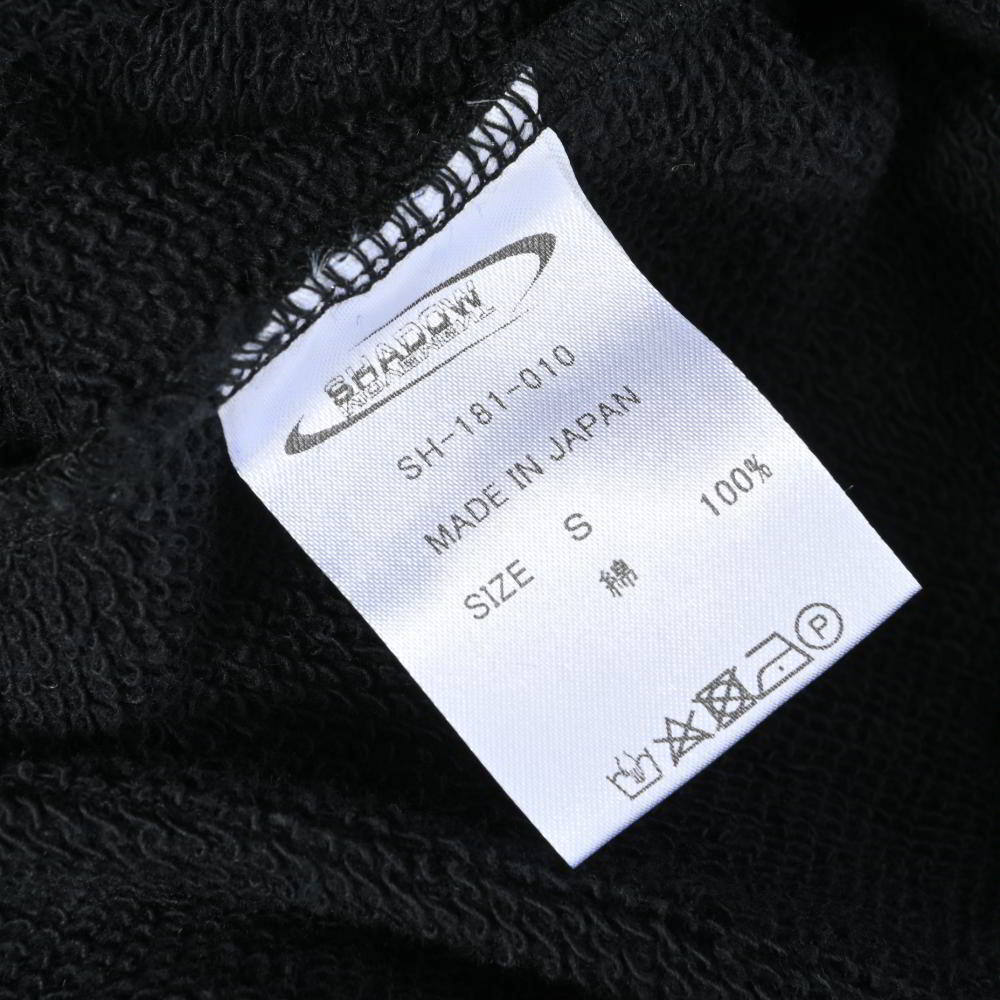 SHADOW
SH-181-010
MADE IN JAPAN
SIZE S
綿 100%
P